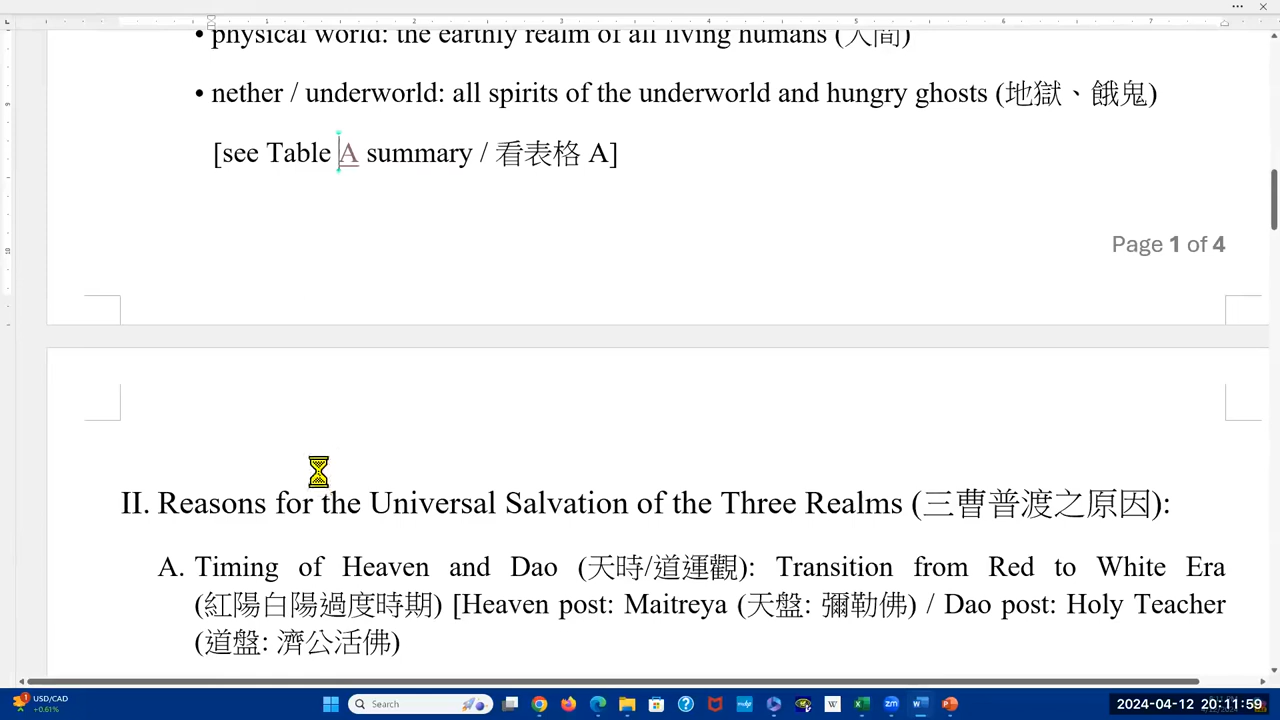 • physical world: the earthly realm of all living humans (人間)
• nether / underworld: all spirits of the underworld and hungry ghosts (地獄、餓鬼)
[see Table A summary / 看表格 A]
Page 1 of 4
II. Reasons for the Universal Salvation of the Three Realms (三曹普渡之原因):
A. Timing of Heaven and Dao (天時/道運觀): Transition from Red to White Era
(紅陽白陽過度時期) [Heaven post: Maitreya (天盤: 彌勒佛) / Dao post: Holy Teacher
(道盤: 濟公活佛)
USD/CAD
+0.61%
Search
2024-04-12 20:11:59